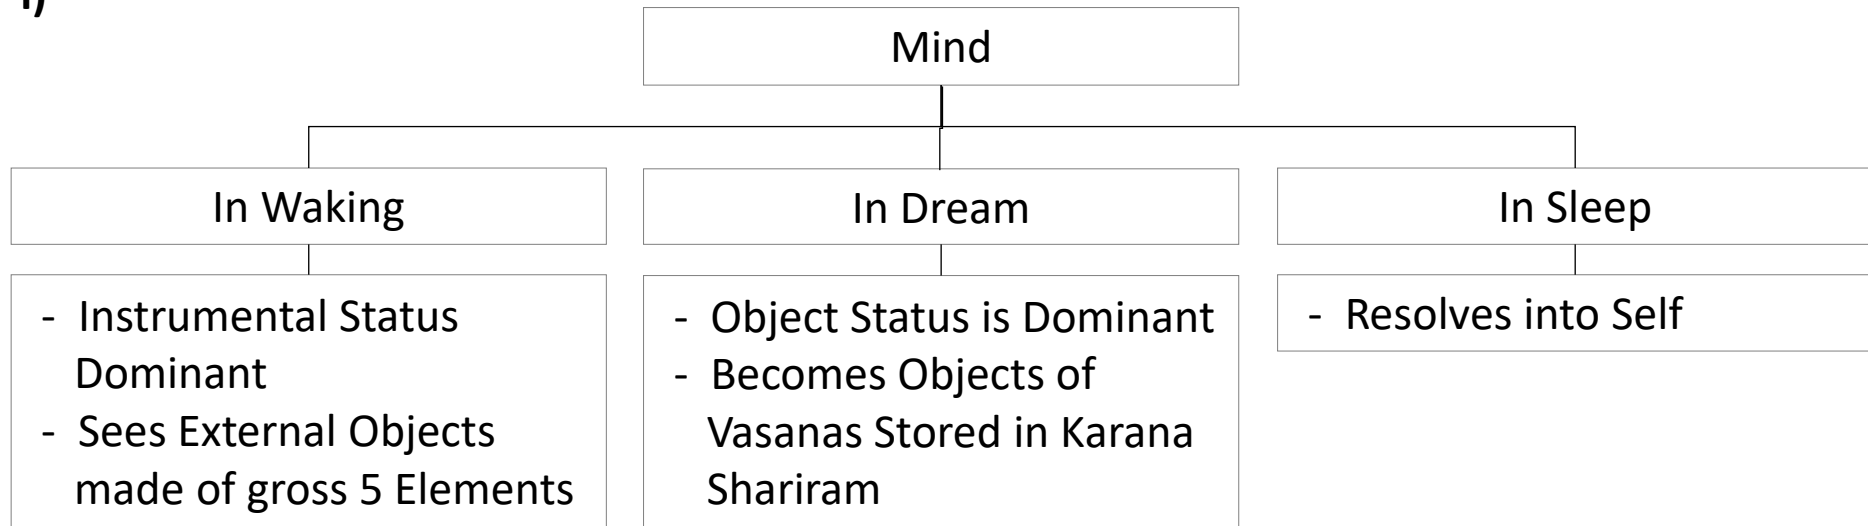 Mind
In Waking
In Dream
In Sleep
- Instrumental Status
Dominant
- Sees External Objects
made of gross 5 Elements
- Object Status is Dominant
- Becomes Objects of
Vasanas Stored in Karana
Shariram
- Resolves into Self